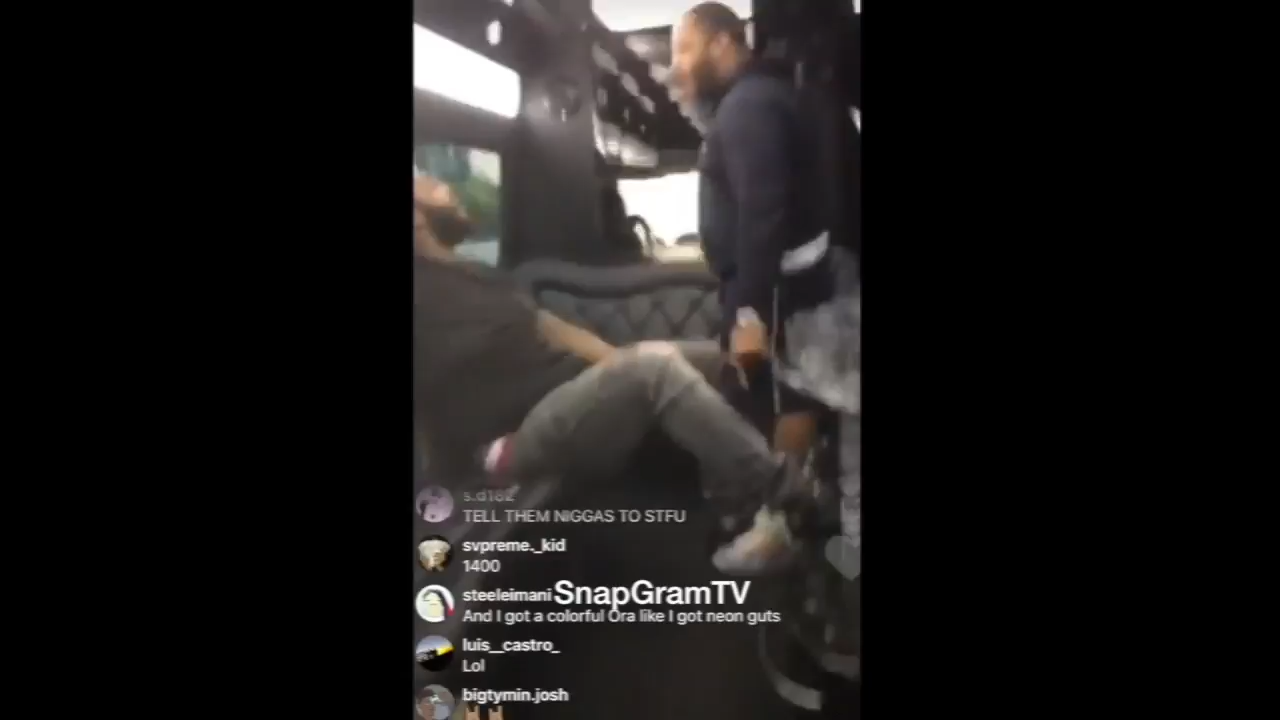 s.d182
TELL THEM NIGGAS TO STFU
svpreme._kid
1400
steeleimani SnapGramTV
And I got a colorful Ora like I got neon guts
luis__castro_
Lol
bigtymin.josh